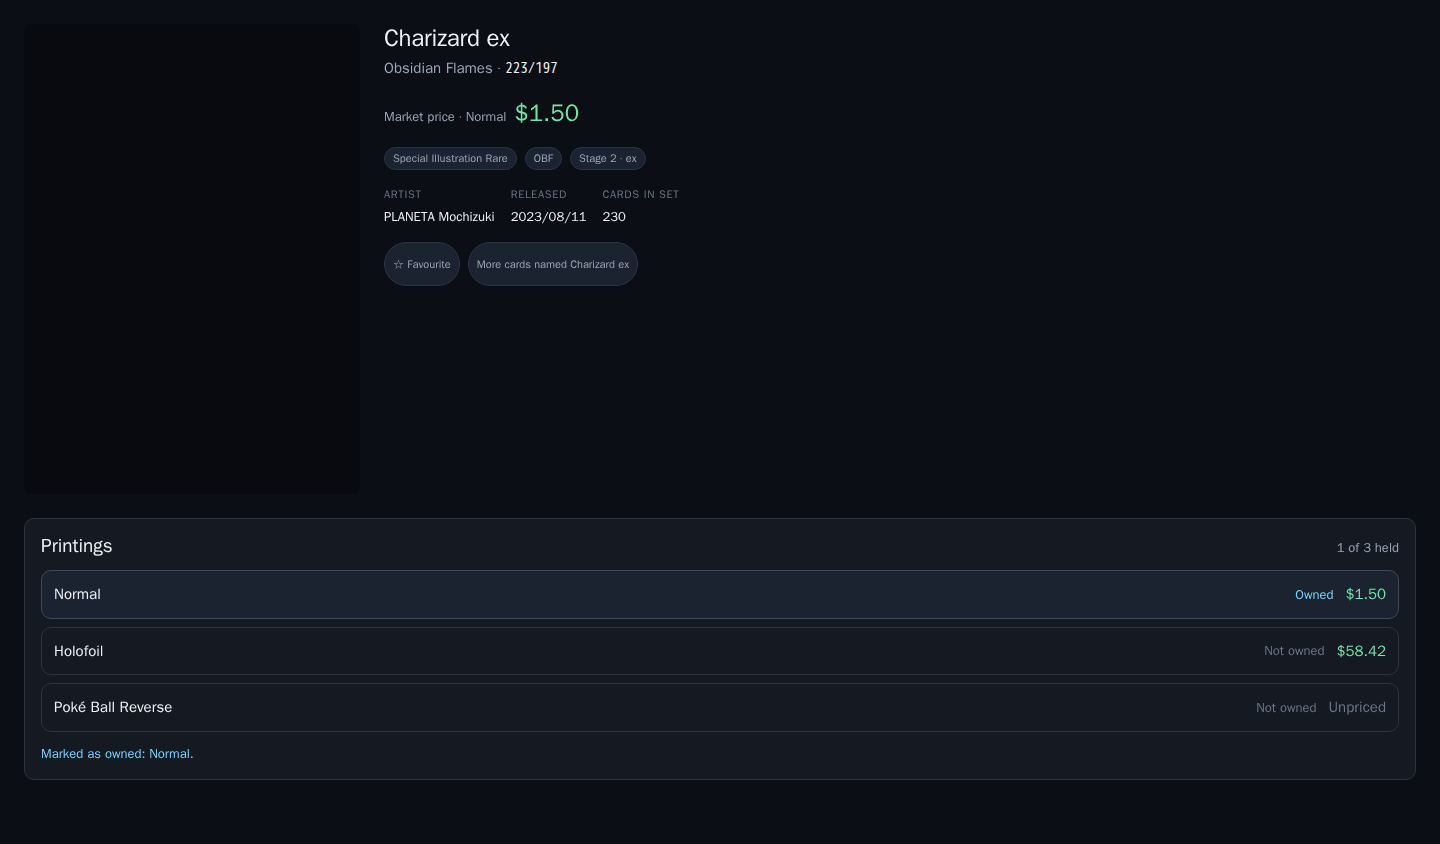 Charizard ex
Obsidian Flames · 223/197
Market price · Normal $1.50
Special Illustration Rare OBF Stage 2 · ex
ARTIST RELEASED CARDS IN SET
PLANETA Mochizuki 2023/08/11 230
☆ Favourite More cards named Charizard ex
Printings 1 of 3 held
Normal Owned $1.50
Holofoil Not owned $58.42
Poké Ball Reverse Not owned Unpriced
Marked as owned: Normal.